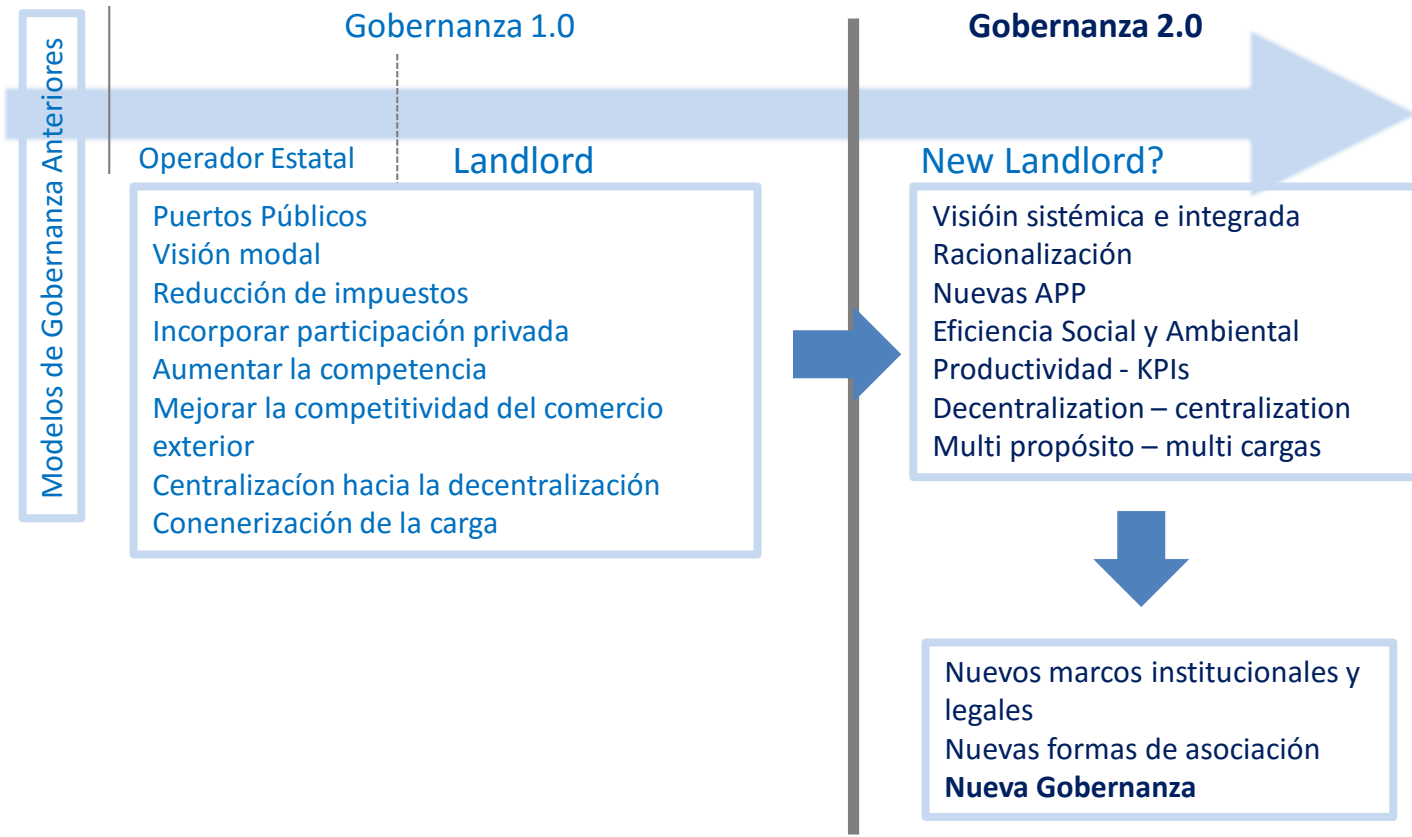 Modelos de Gobernanza Anteriores
Gobernanza 1.0
Gobernanza 2.0
Operador Estatal
Landlord
New Landlord?
Puertos Públicos
Visión modal
Reducción de impuestos
Incorporar participación privada
Aumentar la competencia
Mejorar la competitividad del comercio
exterior
Centralizacíon hacia la decentralización
Conenerización de la carga
Visióin sistémica e integrada
Racionalización
Nuevas APP
Eficiencia Social y Ambiental
Productividad - KPIs
Decentralization – centralization
Multi propósito – multi cargas
Nuevos marcos institucionales y
legales
Nuevas formas de asociación
Nueva Gobernanza